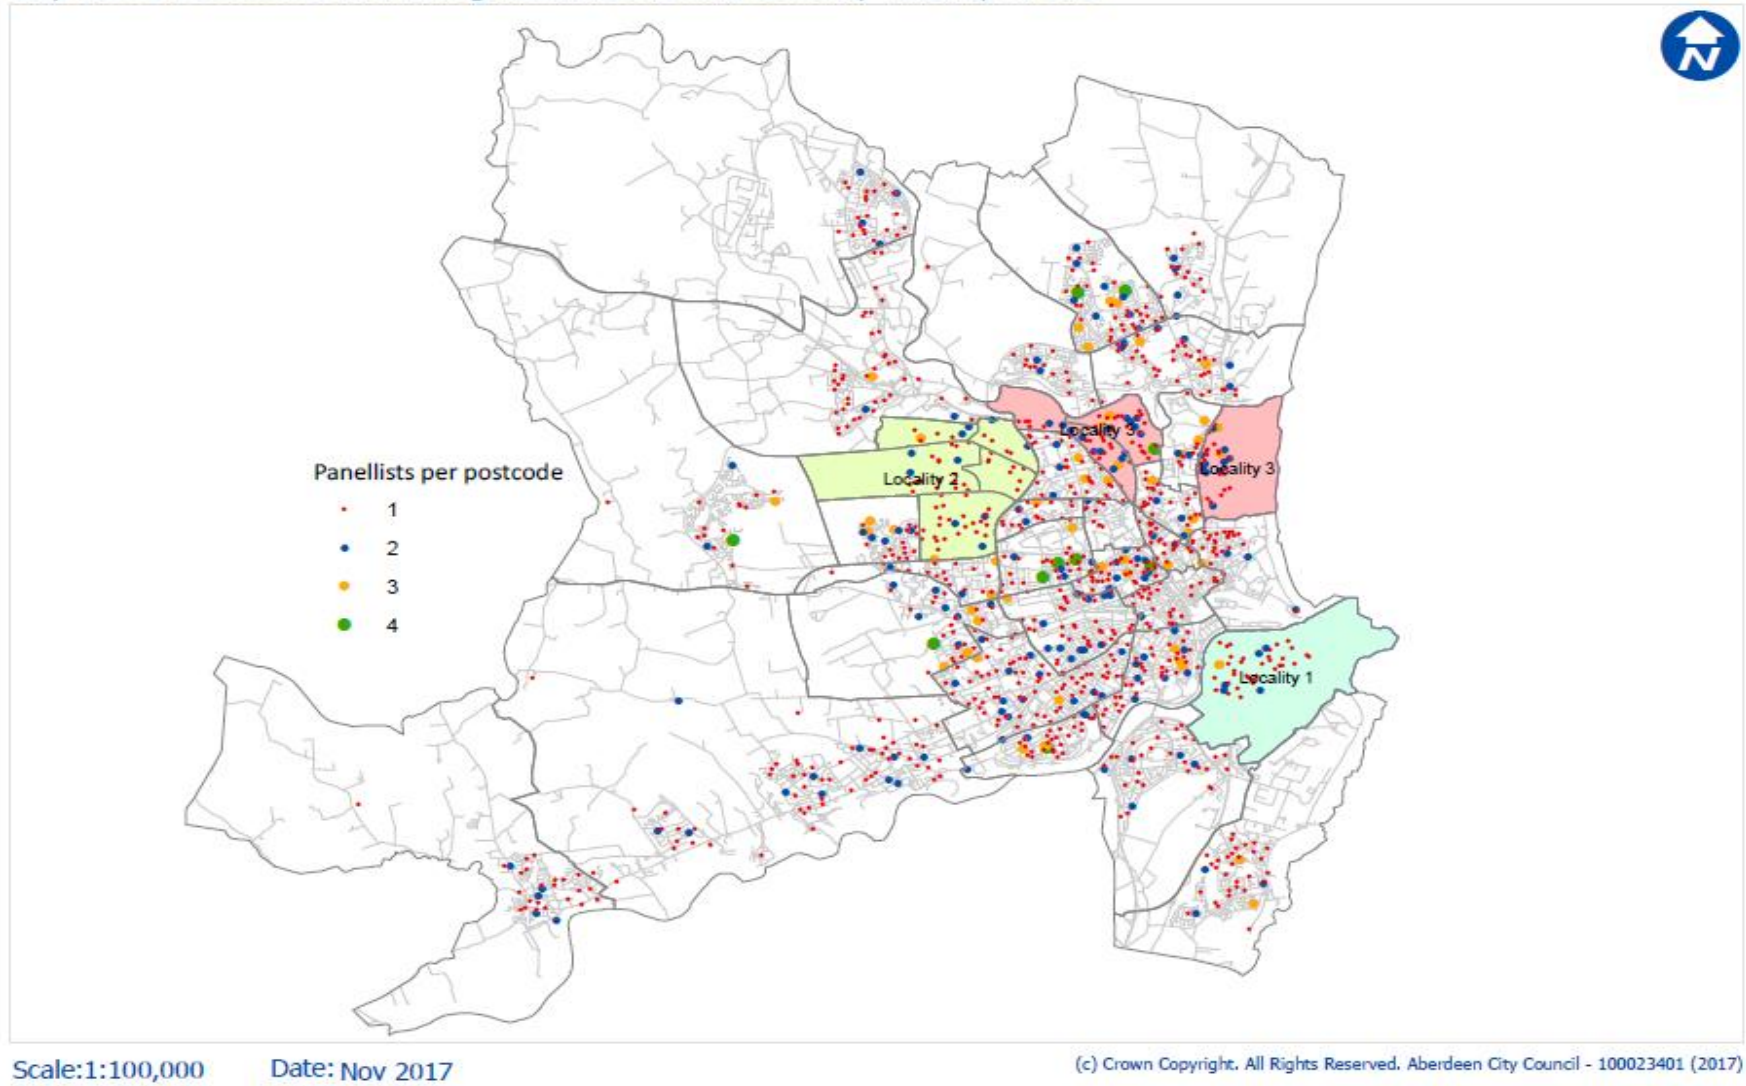 N
Locality 3
Locality 3
Locality 2
Panellists per postcode
1
2
3
4
Locality 1
Scale:1:100,000
Date: Nov 2017
(c) Crown Copyright. All Rights Reserved. Aberdeen City Council - 100023401 (2017)